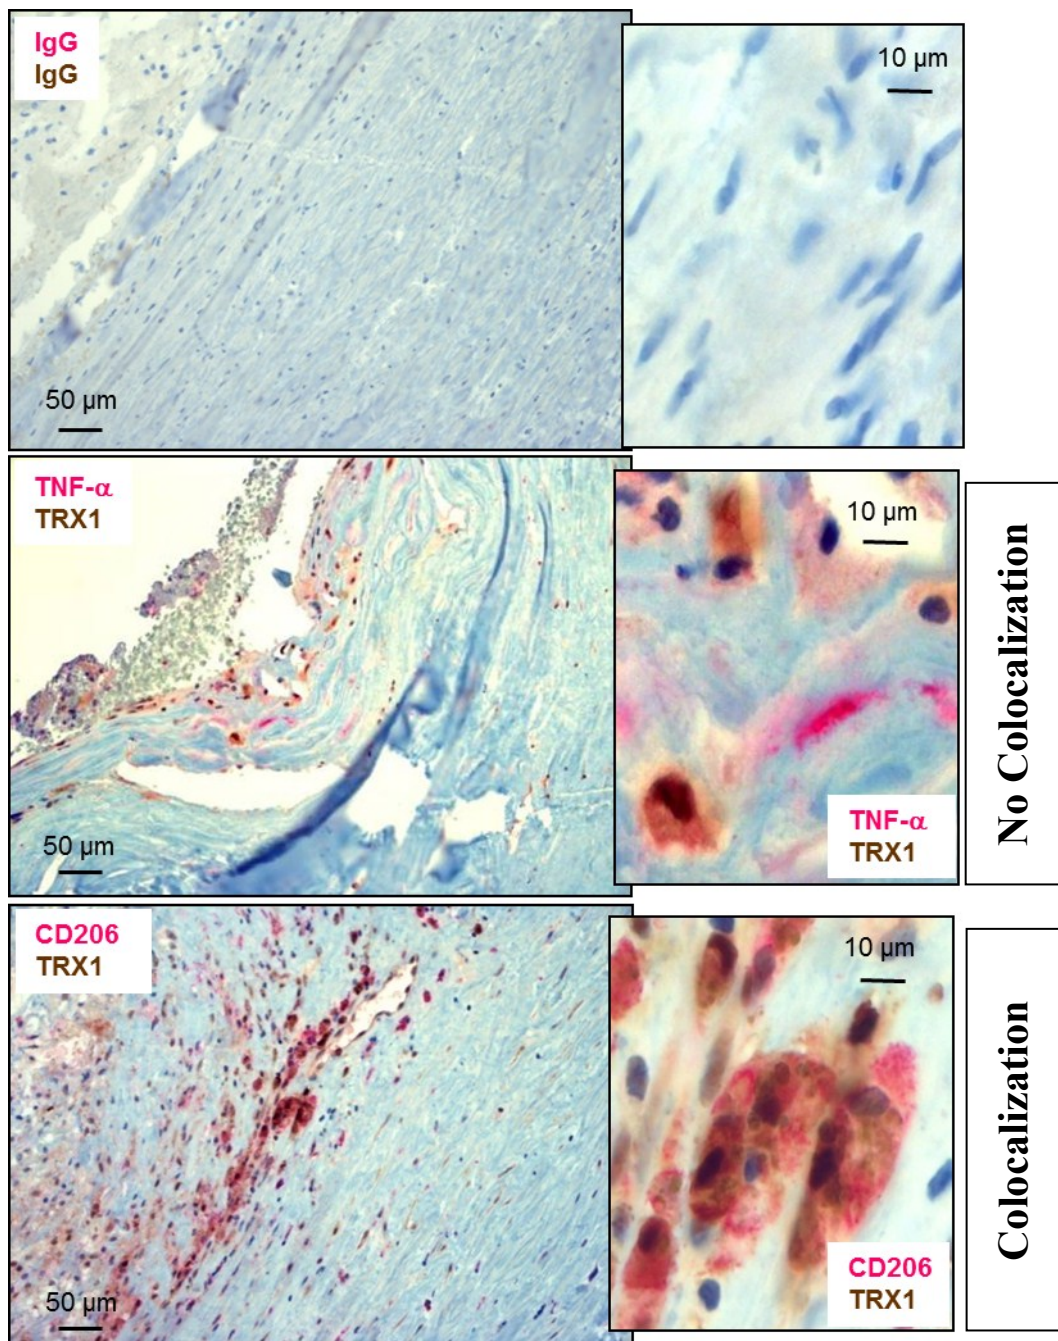 IgG
IgG
50 µm
10 µm
TNF-α
TRX1
50 µm
10 µm
TNF-α
TRX1
No Colocalization
CD206
TRX1
50 µm
10 µm
CD206
TRX1
Colocalization